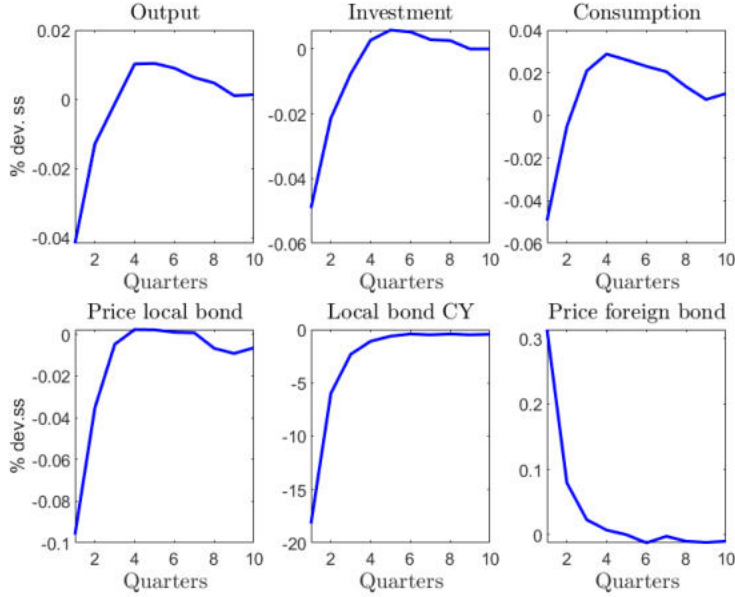 Output
% dev. ss
0.02
0
-0.02
-0.04
2 4 6 8 10
Quarters
Investment
0
-0.02
-0.04
-0.06
2 4 6 8 10
Quarters
Consumption
0.04
0.02
0
-0.02
-0.04
-0.06
2 4 6 8 10
Quarters
Price local bond
% dev.ss
0
-0.02
-0.04
-0.06
-0.08
-0.1
2 4 6 8 10
Quarters
Local bond CY
0
-5
-10
-15
-20
2 4 6 8 10
Quarters
Price foreign bond
0.3
0.2
0.1
0
2 4 6 8 10
Quarters